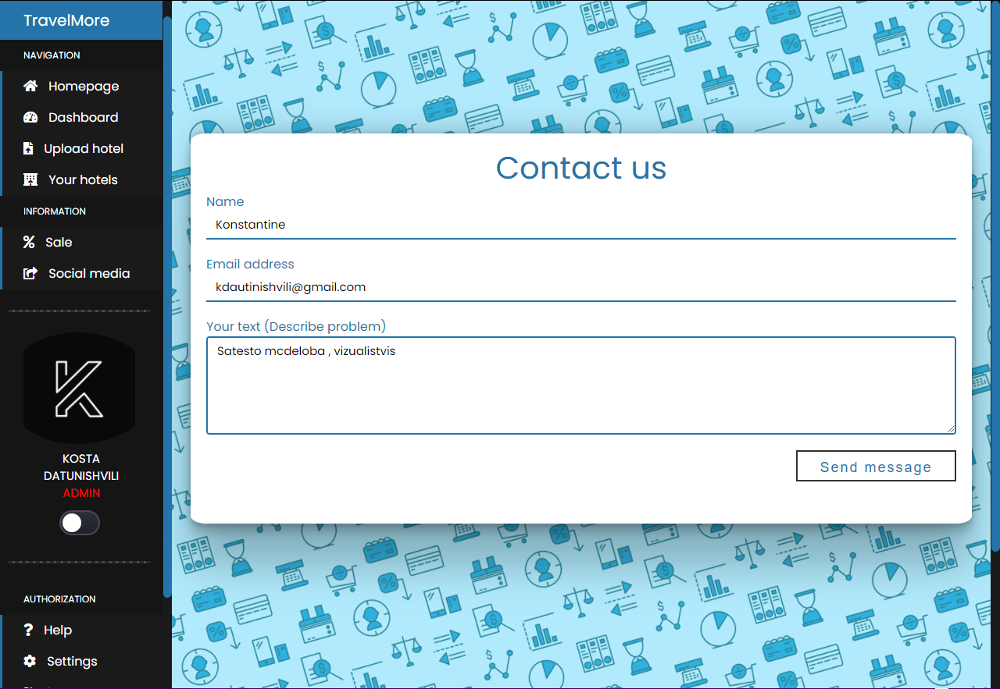 TravelMore
NAVIGATION
Homepage
Dashboard
Upload hotel
Your hotels
INFORMATION
Sale
Social media
KOSTA
DATUNISHVILI
ADMIN
AUTHORIZATION
Help
Settings
Contact us
Name
Konstantine
Email address
kdautinishvili@gmail.com
Your text (Describe problem)
Satesto mcdeloba , vizualistvis
Send message